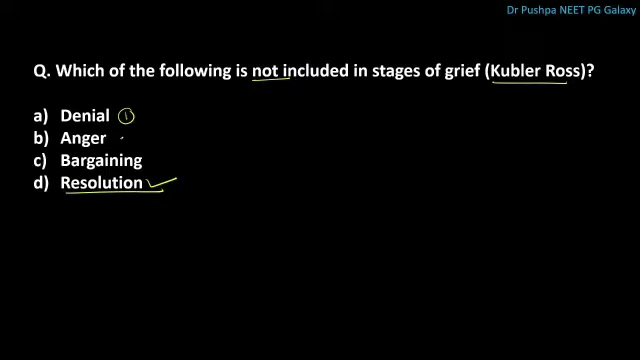 Dr Pushpa NEET PG Galaxy
Q. Which of the following is not included in stages of grief (Kubler Ross)?
a) Denial 1
b) Anger
c) Bargaining
d) Resolution